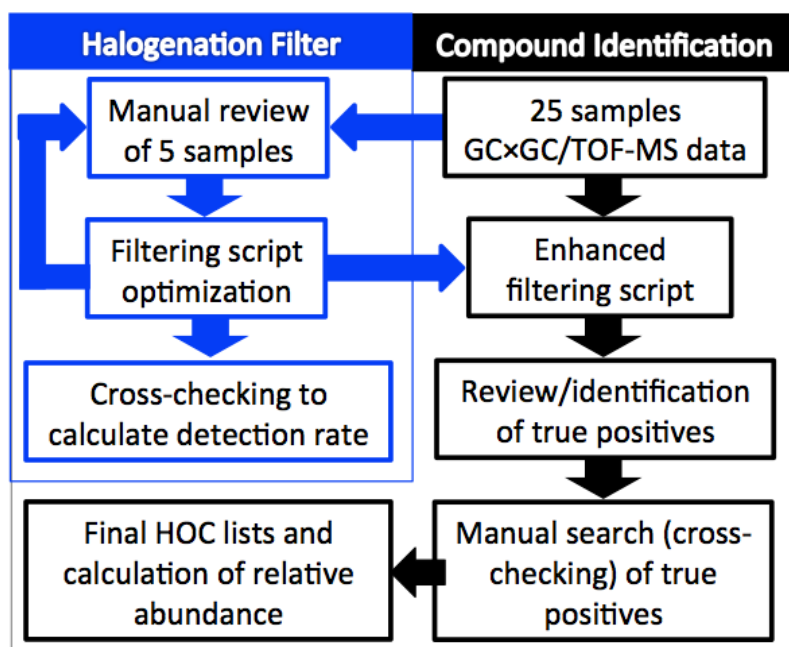 Halogenation Filter
Compound Identification
Manual review
of 5 samples
25 samples
GC×GC/TOF-MS data
Filtering script
optimization
Enhanced
filtering script
Cross-checking to
calculate detection rate
Review/identification
of true positives
Final HOC lists and
calculation of relative
abundance
Manual search (cross-
checking) of true
positives